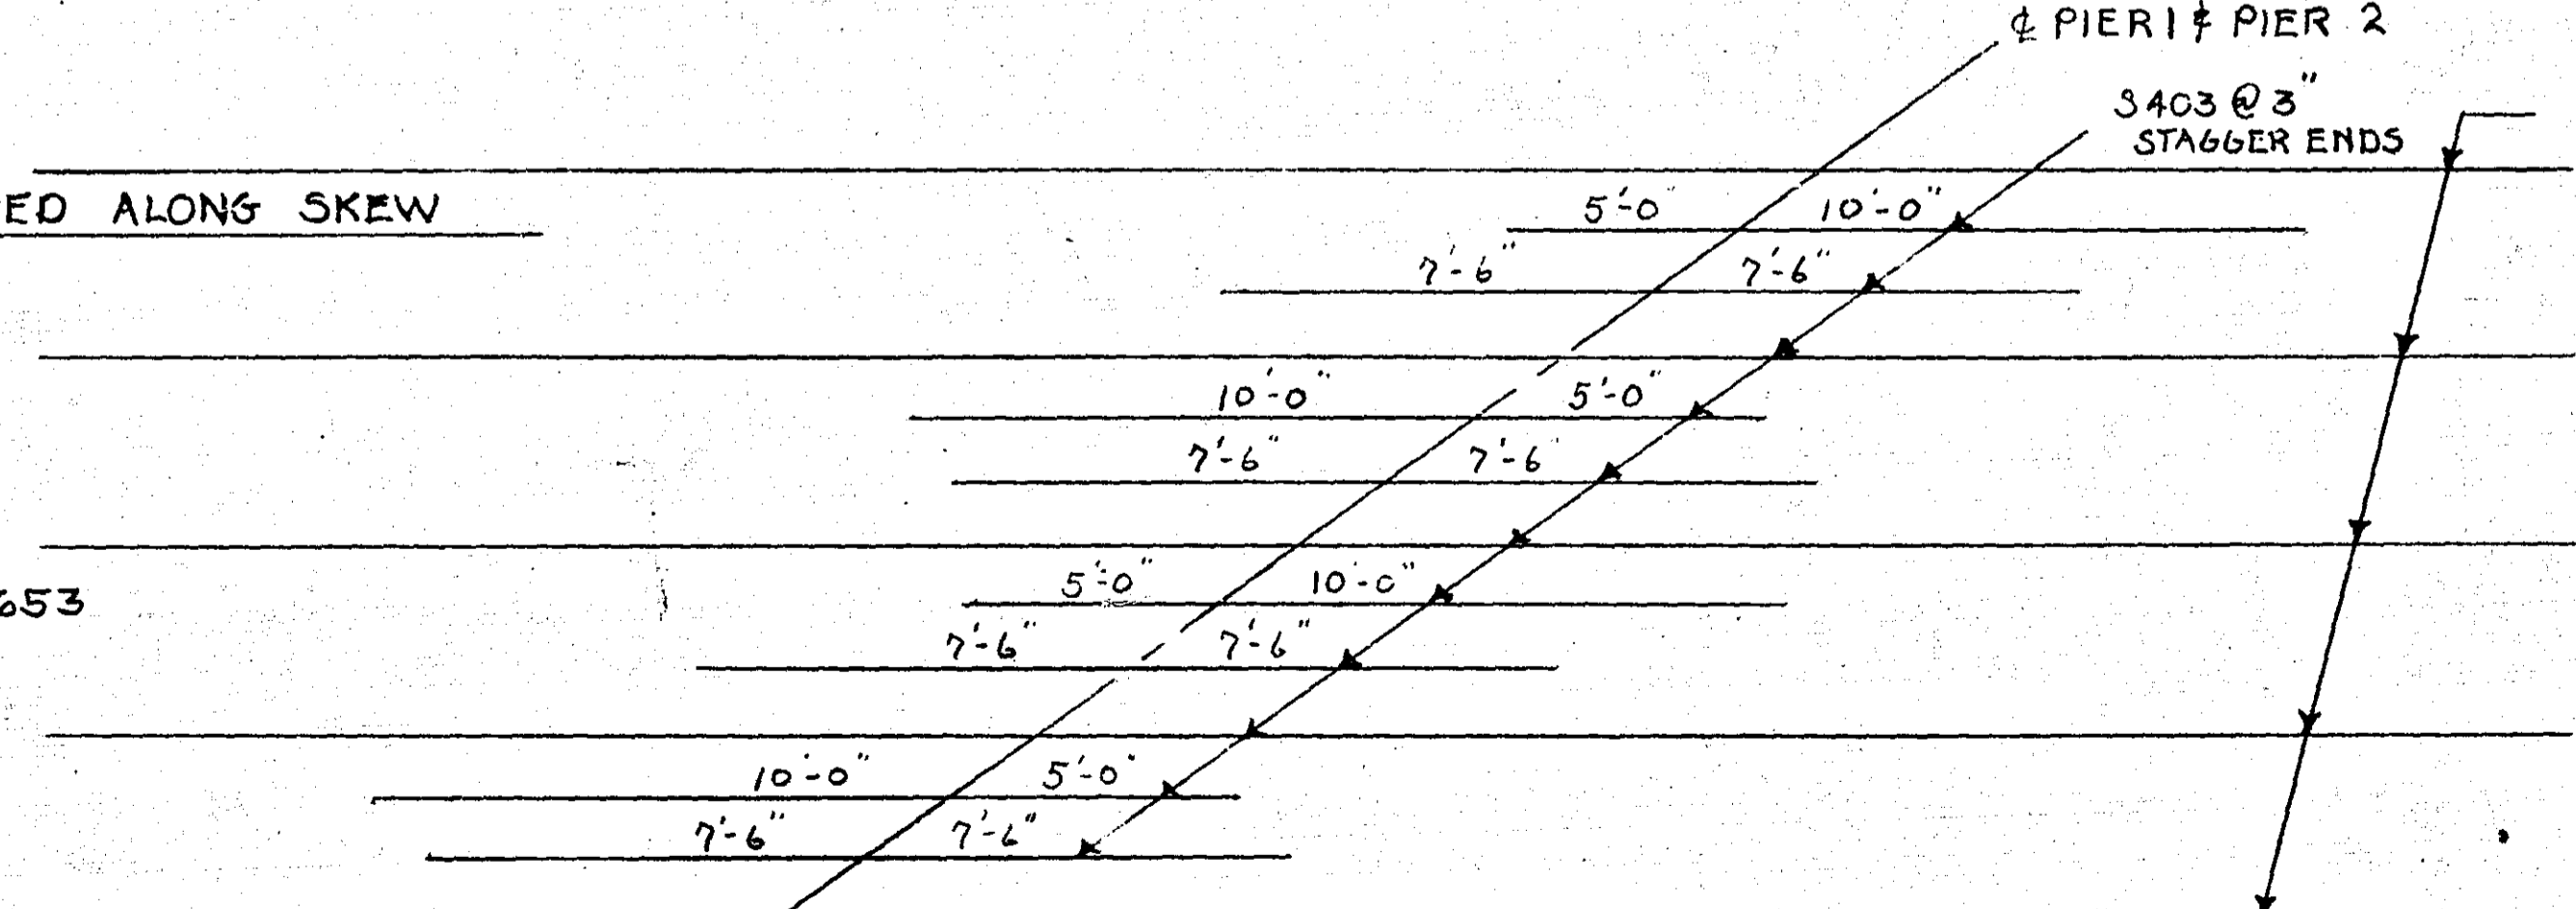 ℄ PIER 1 & PIER 2
S403 @ 3"
STAGGER ENDS
ED ALONG SKEW
5'-0 10'-0"
7'-6" 7'-6"
10'-0" 5'-0"
7'-6" 7'-6"
5'-0" 10'-0"
653
7'-6" 7'-6"
10'-0" 5'-0"
7'-6" 7'-6"